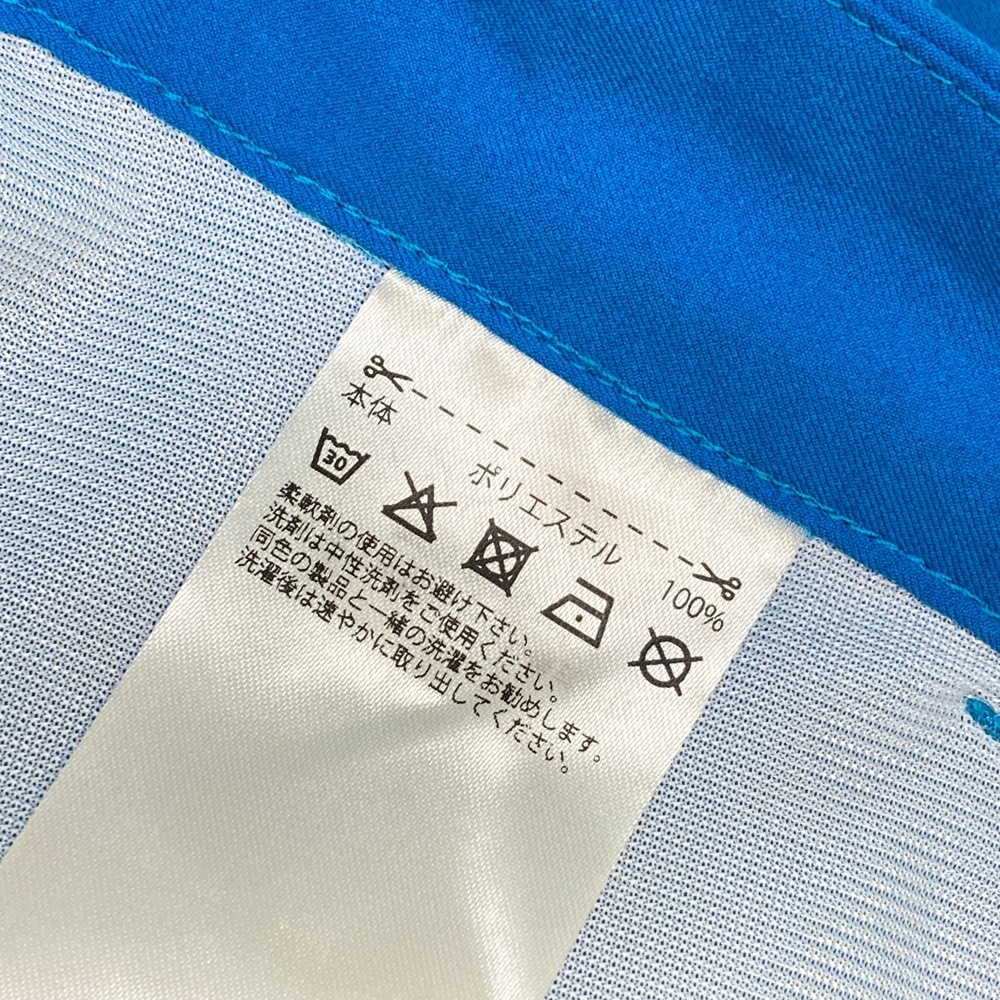 本体
ポリエステル 100%
30
柔軟剤の使用はお避け下さい。
洗剤は中性洗剤をご使用ください。
同色の製品と一緒の洗濯をお勧めします。
洗濯後は速やかに取り出してください。